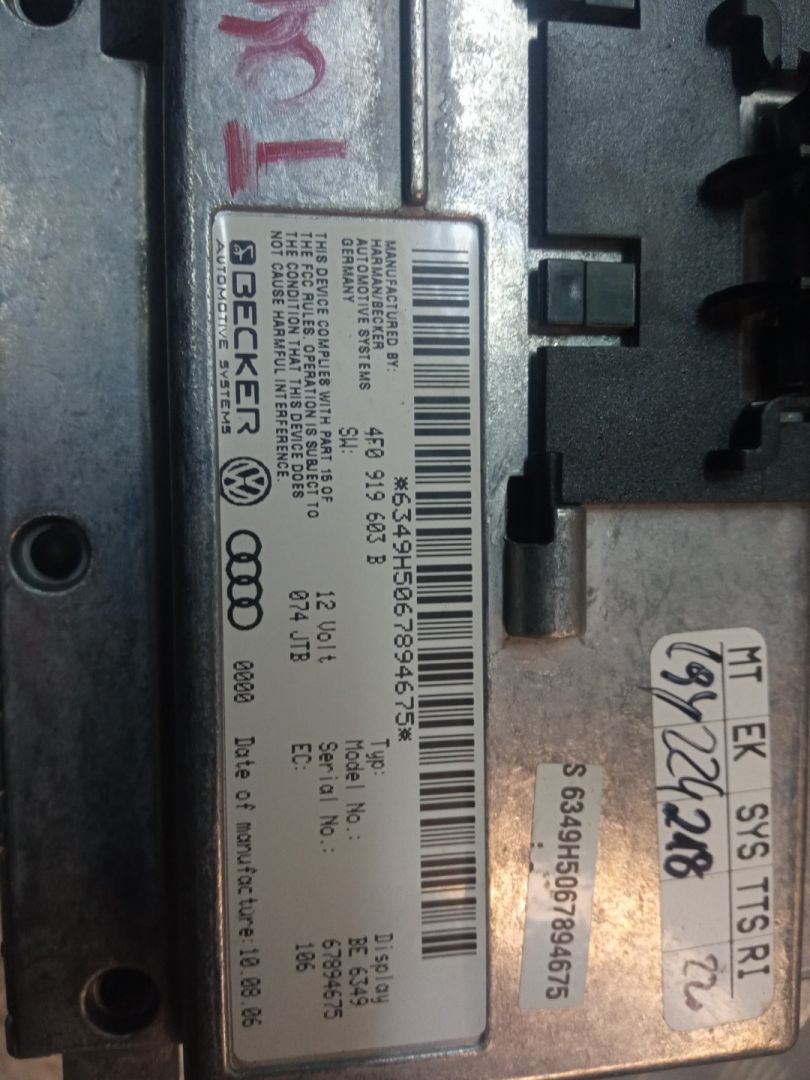 *6349H5067894675*
MANUFACTURED BY:
HARMAN/BECKER
AUTOMOTIVE SYSTEMS
GERMANY
4F0 919 603 B
SW:
THIS DEVICE COMPLIES WITH PART 15 OF
THE FCC RULES. OPERATION IS SUBJECT TO
THE CONDITION THAT THIS DEVICE DOES
NOT CAUSE HARMFUL INTERFERENCE.
12 Volt
074 JTB
Typ: Display
Model No.: BE 6349
Serial No.: 67894675
EC: 106
BECKER
AUTOMOTIVE SYSTEMS
0000 Date of manufacture:10.08.06
S 6349H5067894675
MT EK SYS TTS RI
22